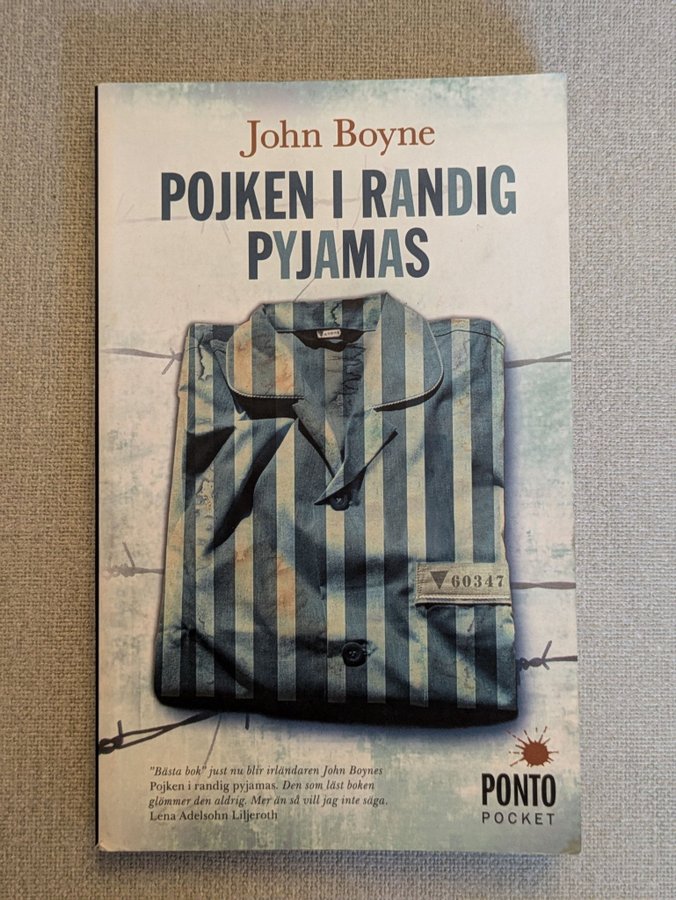 John Boyne
POJKEN I RANDIG
PYJAMAS
60347
"Bästa bok" just nu blir irländaren John Boynes
Pojken i randig pyjamas. Den som läst boken
glömmer den aldrig. Mer än så vill jag inte säga.
Lena Adelsohn Liljeroth
PONTO
POCKET